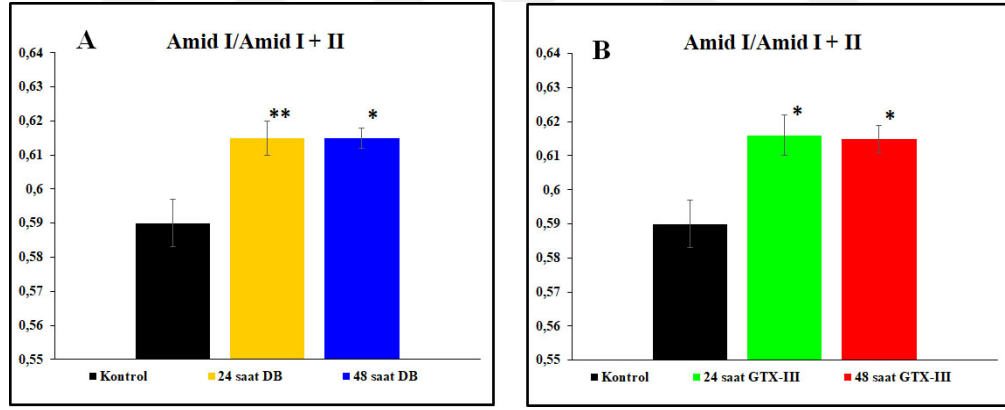 A
Amid I/Amid I + II
0,64
0,63
0,62
0,61
0,6
0,59
0,58
0,57
0,56
0,55
**
*
Kontrol
24 saat DB
48 saat DB
B
Amid I/Amid I + II
0,64
0,63
0,62
0,61
0,6
0,59
0,58
0,57
0,56
0,55
*
*
Kontrol
24 saat GTX-III
48 saat GTX-III